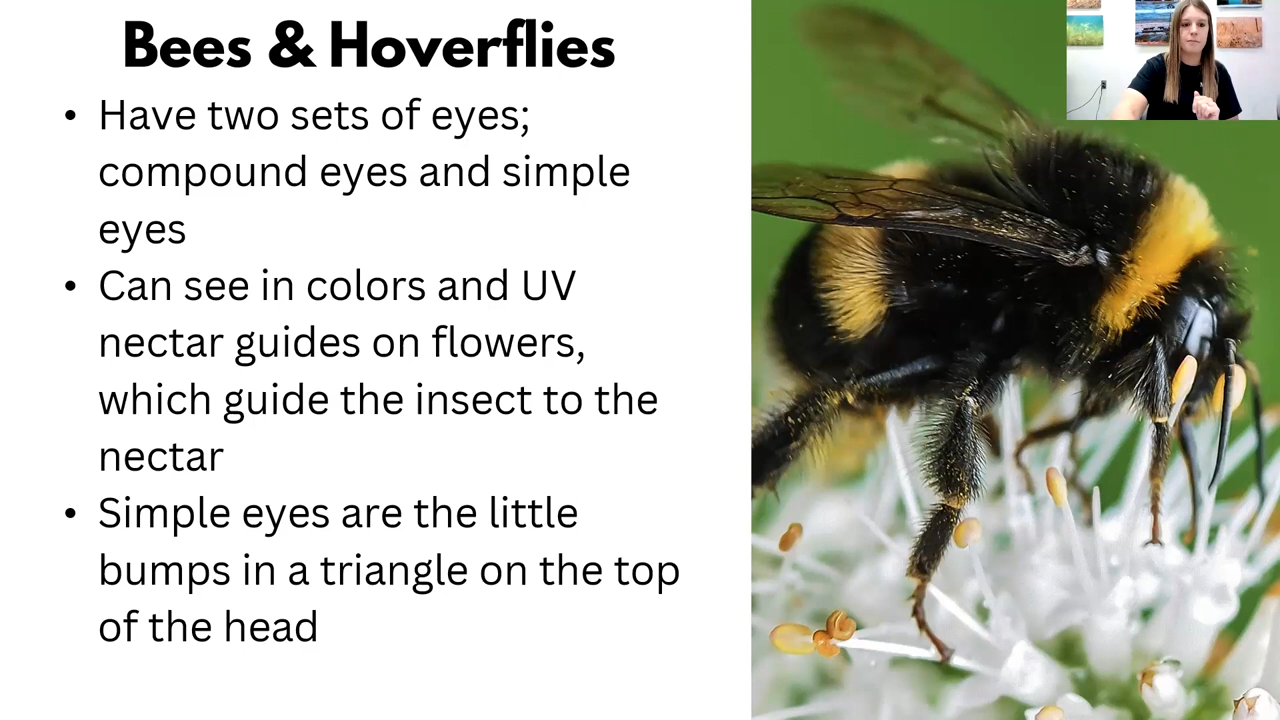 Bees & Hoverflies
• Have two sets of eyes;
compound eyes and simple
eyes
• Can see in colors and UV
nectar guides on flowers,
which guide the insect to the
nectar
• Simple eyes are the little
bumps in a triangle on the top
of the head